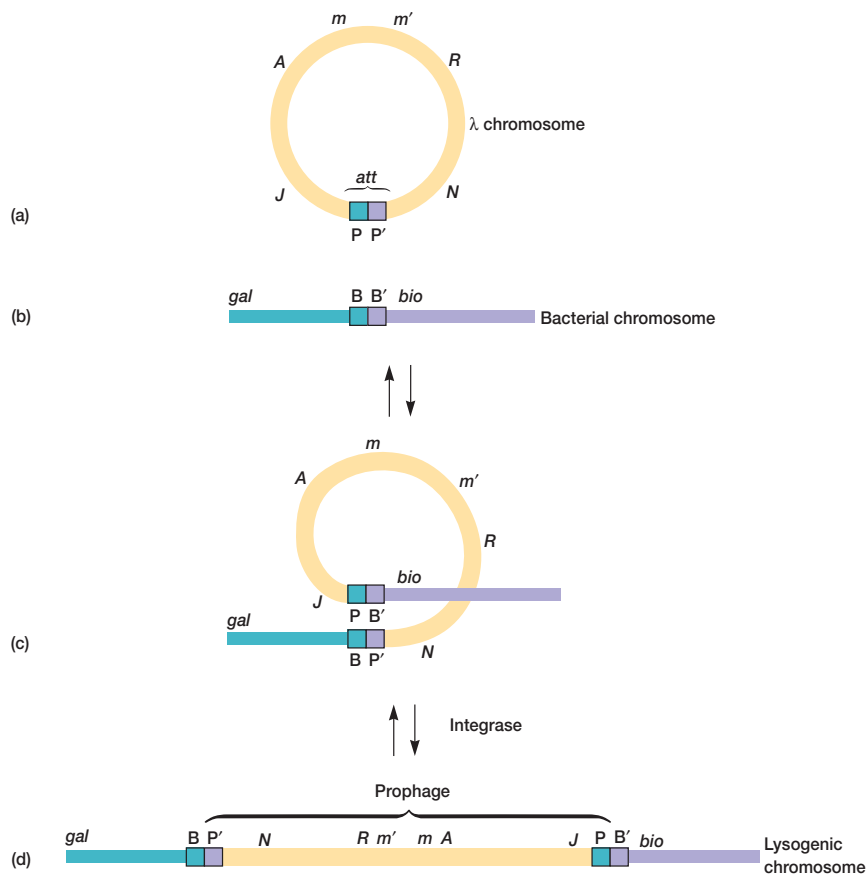 m m′
A R
λ chromosome
att
J N
(a)
P P′
gal B B′ bio
(b) Bacterial chromosome
m
A m′
R
bio
J P B′
gal
(c) B P′ N
Integrase
Prophage
gal B P′ N R m′ m A J P B′ bio
(d) Lysogenic
chromosome